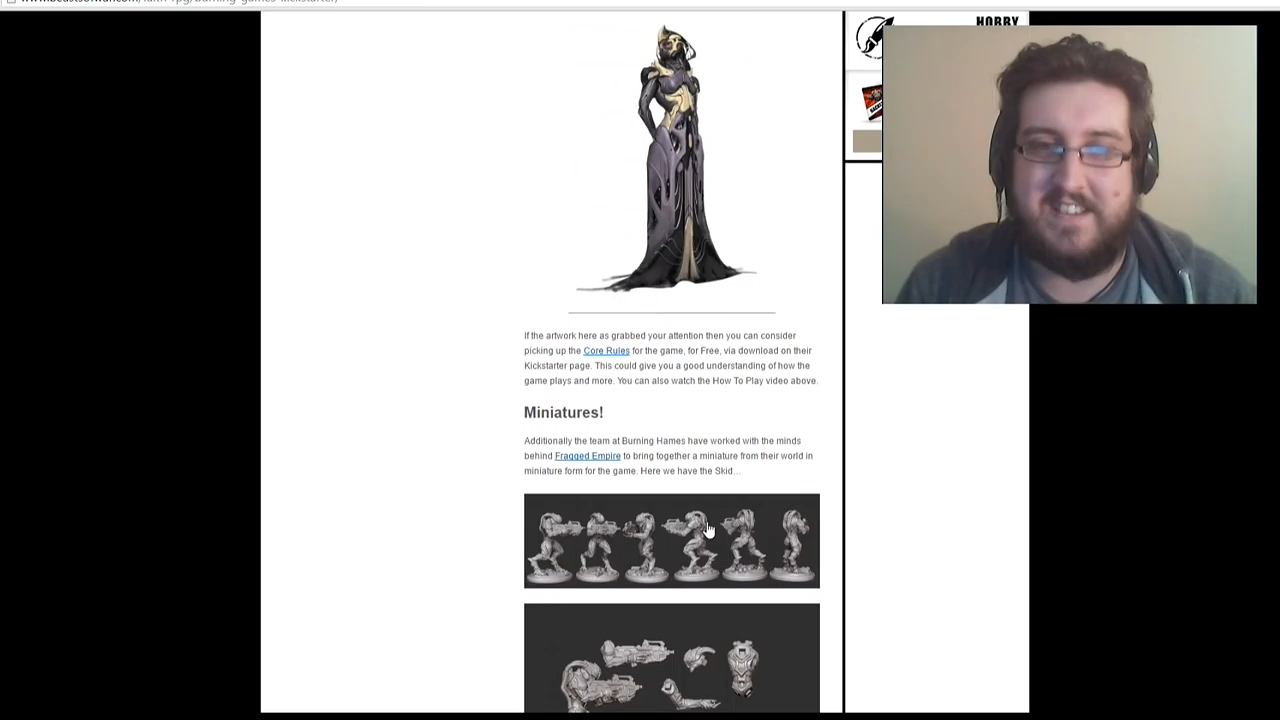 HOBBY
If the artwork here as grabbed your attention then you can consider
picking up the Core Rules for the game, for Free, via download on their
Kickstarter page. This could give you a good understanding of how the
game plays and more. You can also watch the How To Play video above.
Miniatures!
Additionally the team at Burning Hames have worked with the minds
behind Fragged Empire to bring together a miniature from their world in
miniature form for the game. Here we have the Skid...